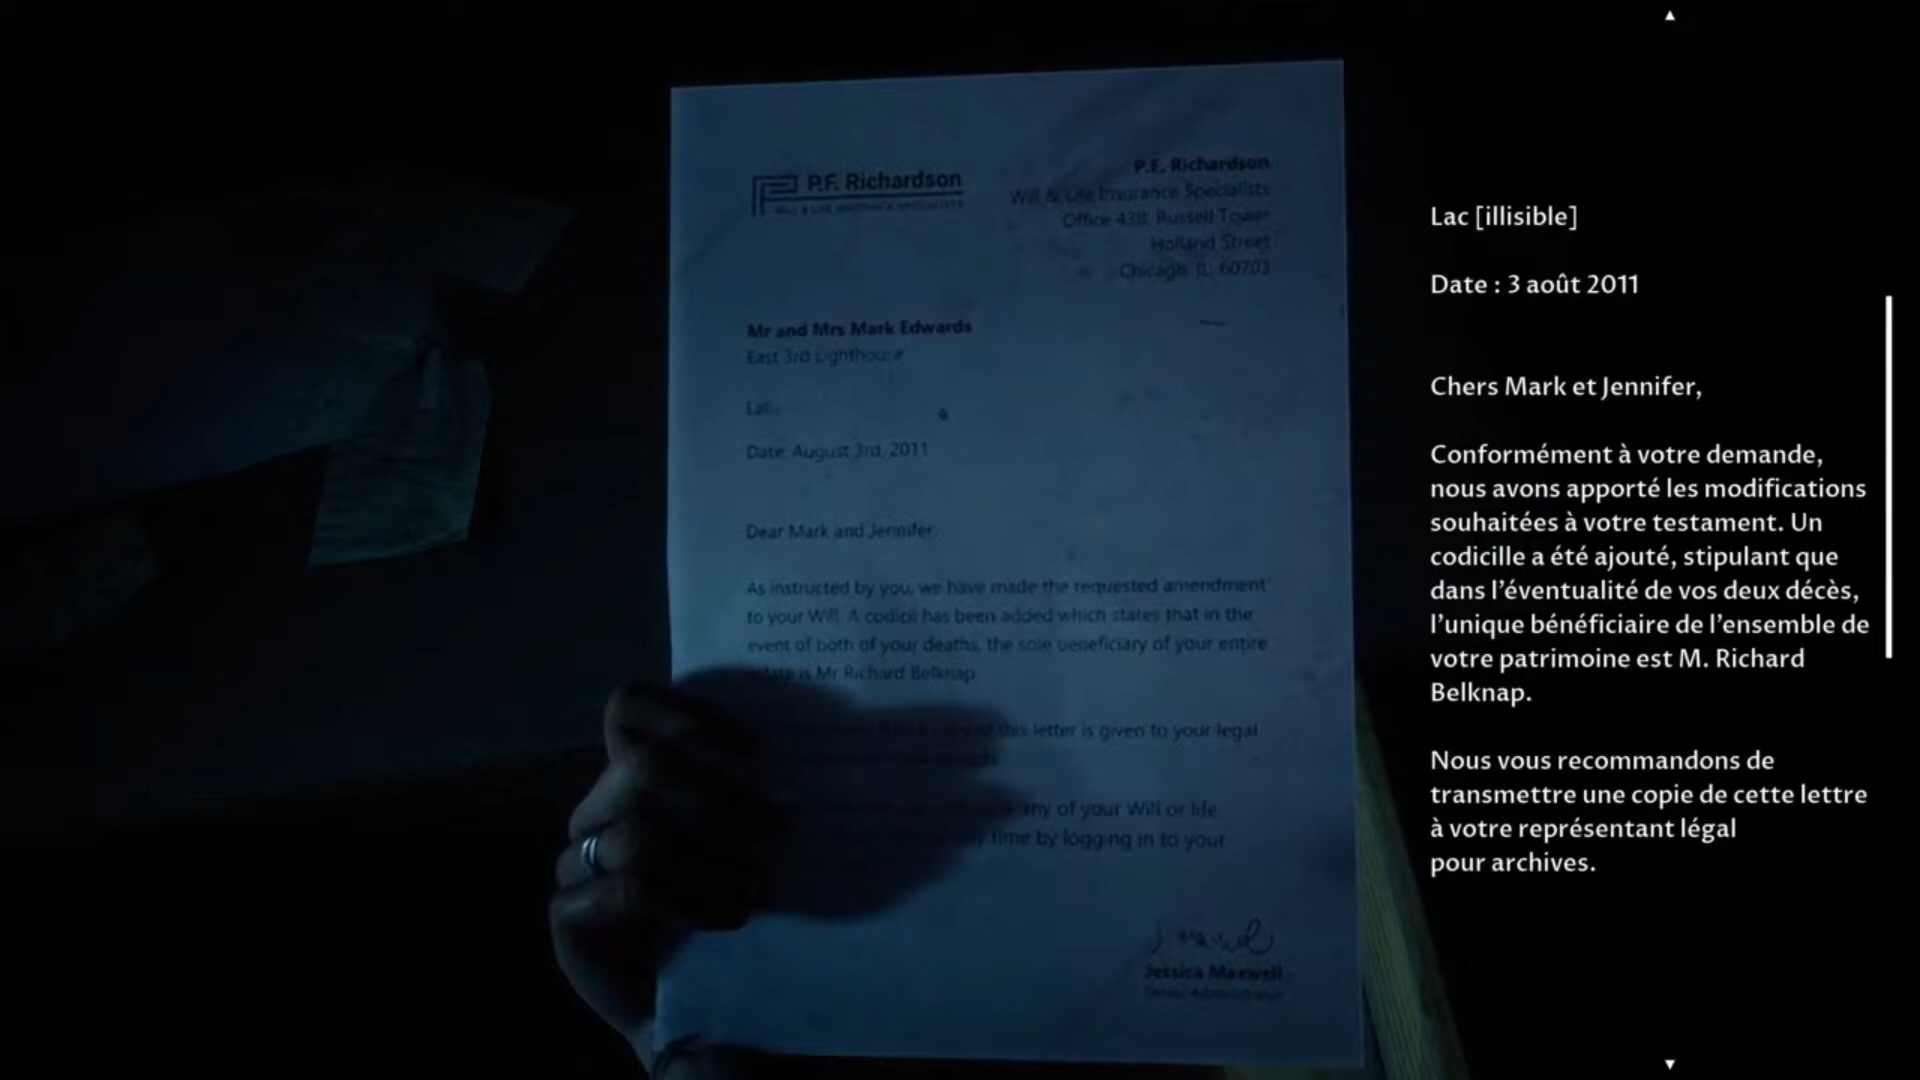 P.F. Richardson
WILL & LIFE INSURANCE SPECIALISTS
P.F. Richardson
Will & Life Insurance Specialists
Office 438, Russell Tower
Holland Street
Chicago, IL 60703
Mr and Mrs Mark Edwards
East 3rd Lighthouse
Date: August 3rd, 2011
Dear Mark and Jennifer
As instructed by you, we have made the requested amendment
to your Will. A codicil has been added which states that in the
event of both of your deaths, the sole beneficiary of your entire
is Mr Richard Belknap
this letter is given to your legal
any of your Will or life
time by logging in to your
Jessica Maxwell
Senior Administrator
Lac [illisible]
Date : 3 août 2011
Chers Mark et Jennifer,
Conformément à votre demande,
nous avons apporté les modifications
souhaitées à votre testament. Un
codicille a été ajouté, stipulant que
dans l'éventualité de vos deux décès,
l'unique bénéficiaire de l'ensemble de
votre patrimoine est M. Richard
Belknap.
Nous vous recommandons de
transmettre une copie de cette lettre
à votre représentant légal
pour archives.